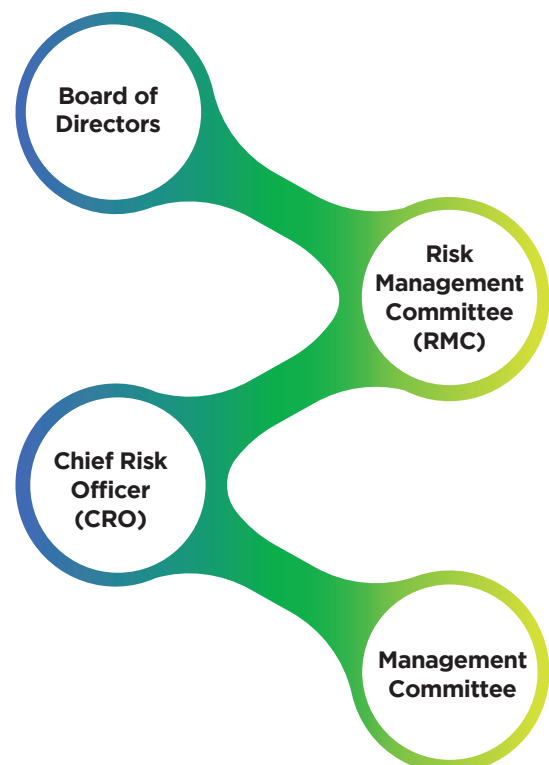 Board of
Directors
Risk
Management
Committee
(RMC)
Chief Risk
Officer
(CRO)
Management
Committee